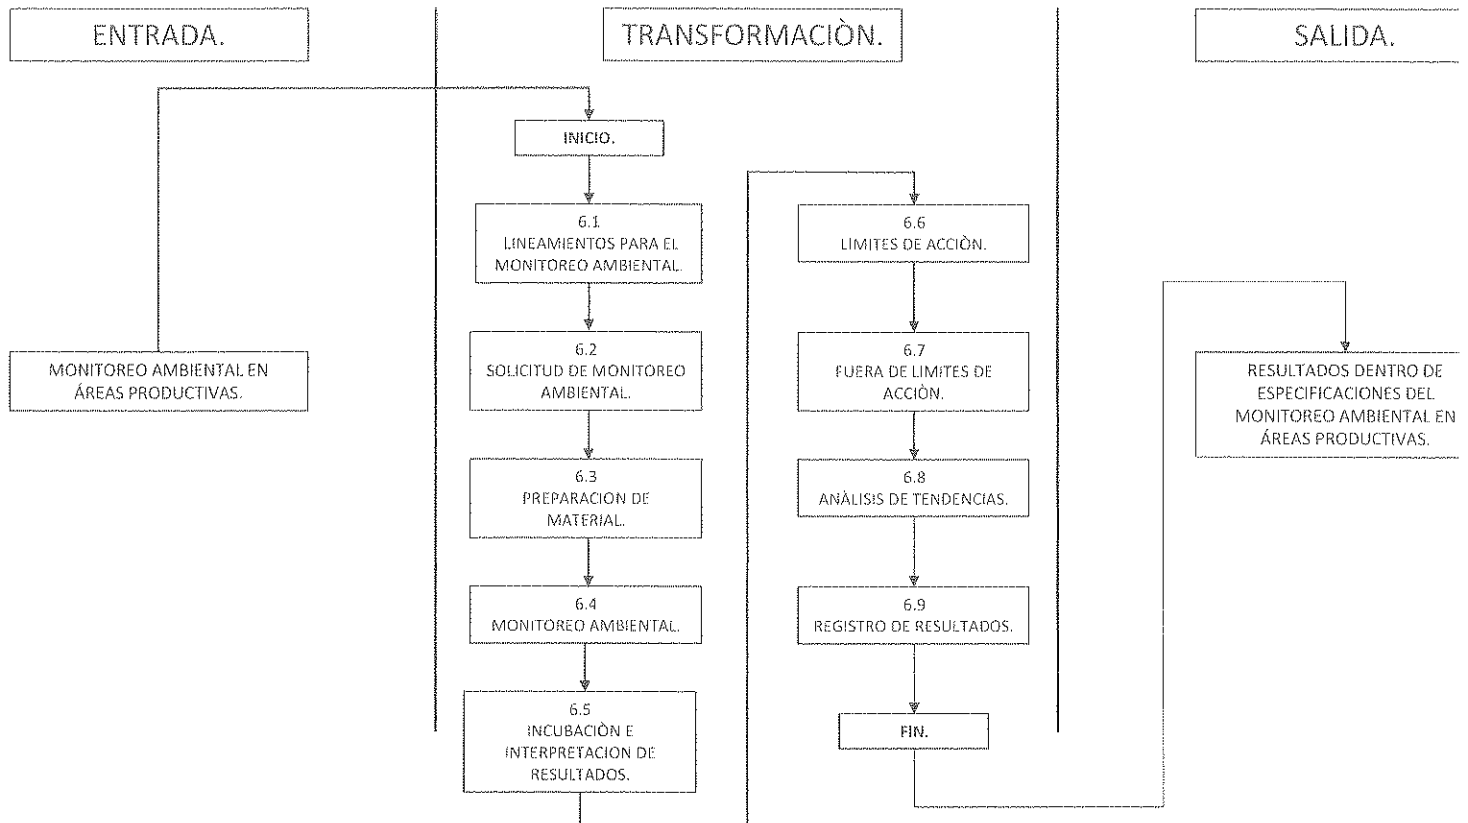 ENTRADA.
TRANSFORMACIÒN.
SALIDA.
MONITOREO AMBIENTAL EN
ÁREAS PRODUCTIVAS.
INICIO.
6.1
LINEAMIENTOS PARA EL
MONITOREO AMBIENTAL.
6.2
SOLICITUD DE MONITOREO
AMBIENTAL.
6.3
PREPARACION DE
MATERIAL.
6.4
MONITOREO AMBIENTAL.
6.5
INCUBACIÒN E
INTERPRETACION DE
RESULTADOS.
6.6
LIMITES DE ACCIÒN.
6.7
FUERA DE LIMITES DE
ACCIÒN.
6.8
ANÀLISIS DE TENDENCIAS.
6.9
REGISTRO DE RESULTADOS.
FIN.
RESULTADOS DENTRO DE
ESPECIFICACIONES DEL
MONITOREO AMBIENTAL EN
ÁREAS PRODUCTIVAS.